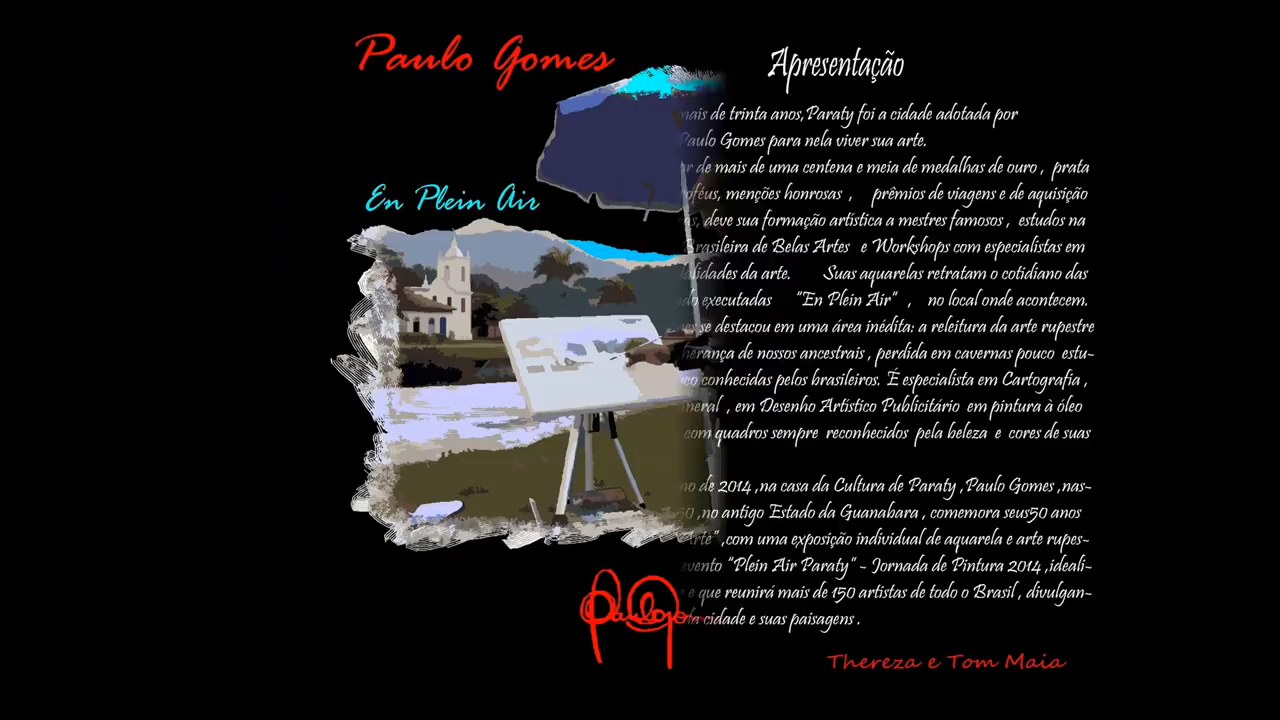 Paulo Gomes
En Plein Air
Paulo
Apresentação
mais de trinta anos, Paraty foi a cidade adotada por
Paulo Gomes para nela viver sua arte.
de mais de uma centena e meia de medalhas de ouro , prata
menções honrosas , prêmios de viagens e de aquisição
deve sua formação artística a mestres famosos , estudos na
Brasileira de Belas Artes e Workshops com especialistas em
da arte. Suas aquarelas retratam o cotidiano das
executadas "En Plein Air" , no local onde acontecem.
se destacou em uma área inédita: a releitura da arte rupestre
herança de nossos ancestrais , perdida em cavernas pouco estu-
conhecidas pelos brasileiros. É especialista em Cartografia ,
, em Desenho Artístico Publicitário em pintura à óleo
com quadros sempre reconhecidos pela beleza e cores de suas
de 2014 ,na casa da Cultura de Paraty , Paulo Gomes ,nas-
,no antigo Estado da Guanabara , comemora seus50 anos
Arte" ,com uma exposição individual de aquarela e arte rupes-
evento "Plein Air Paraty" - Jornada de Pintura 2014 ,ideali-
e que reunirá mais de 150 artistas de todo o Brasil , divulgan-
cidade e suas paisagens .
Thereza e Tom Maia